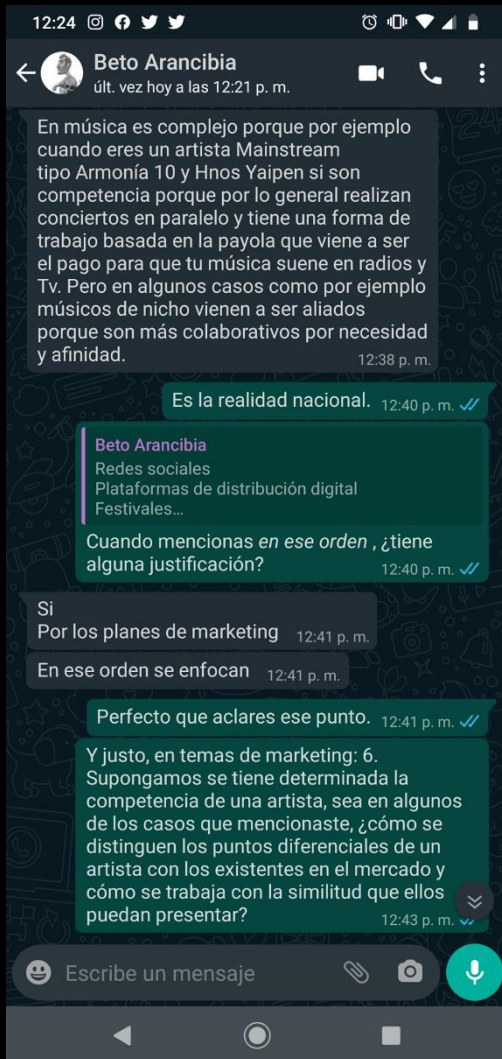 12:24
Beto Arancibia
últ. vez hoy a las 12:21 p. m.
En música es complejo porque por ejemplo
cuando eres un artista Mainstream
tipo Armonía 10 y Hnos Yaipen si son
competencia porque por lo general realizan
conciertos en paralelo y tiene una forma de
trabajo basada en la payola que viene a ser
el pago para que tu música suene en radios y
Tv. Pero en algunos casos como por ejemplo
músicos de nicho vienen a ser aliados
porque son más colaborativos por necesidad
y afinidad.
12:38 p. m.
Es la realidad nacional. 12:40 p. m.
Beto Arancibia
Redes sociales
Plataformas de distribución digital
Festivales...
Cuando mencionas en ese orden , ¿tiene
alguna justificación? 12:40 p. m.
Si
Por los planes de marketing 12:41 p. m.
En ese orden se enfocan 12:41 p. m.
Perfecto que aclares ese punto. 12:41 p. m.
Y justo, en temas de marketing: 6.
Supongamos se tiene determinada la
competencia de una artista, sea en algunos
de los casos que mencionaste, ¿cómo se
distinguen los puntos diferenciales de un
artista con los existentes en el mercado y
cómo se trabaja con la similitud que ellos
puedan presentar? 12:43 p. m.
Escribe un mensaje